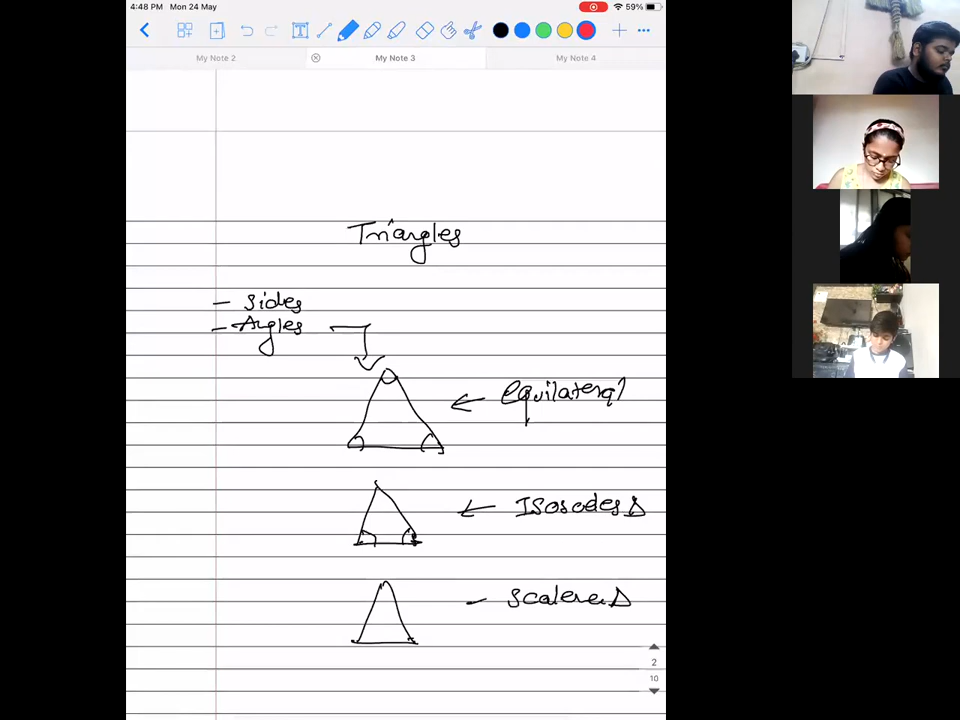 4:48 PM Mon 24 May
59%
My Note 2
My Note 3
My Note 4
Triangles
- Sides
- Angles
equilateral
Isosceles Δ
- Scalene Δ
2
10